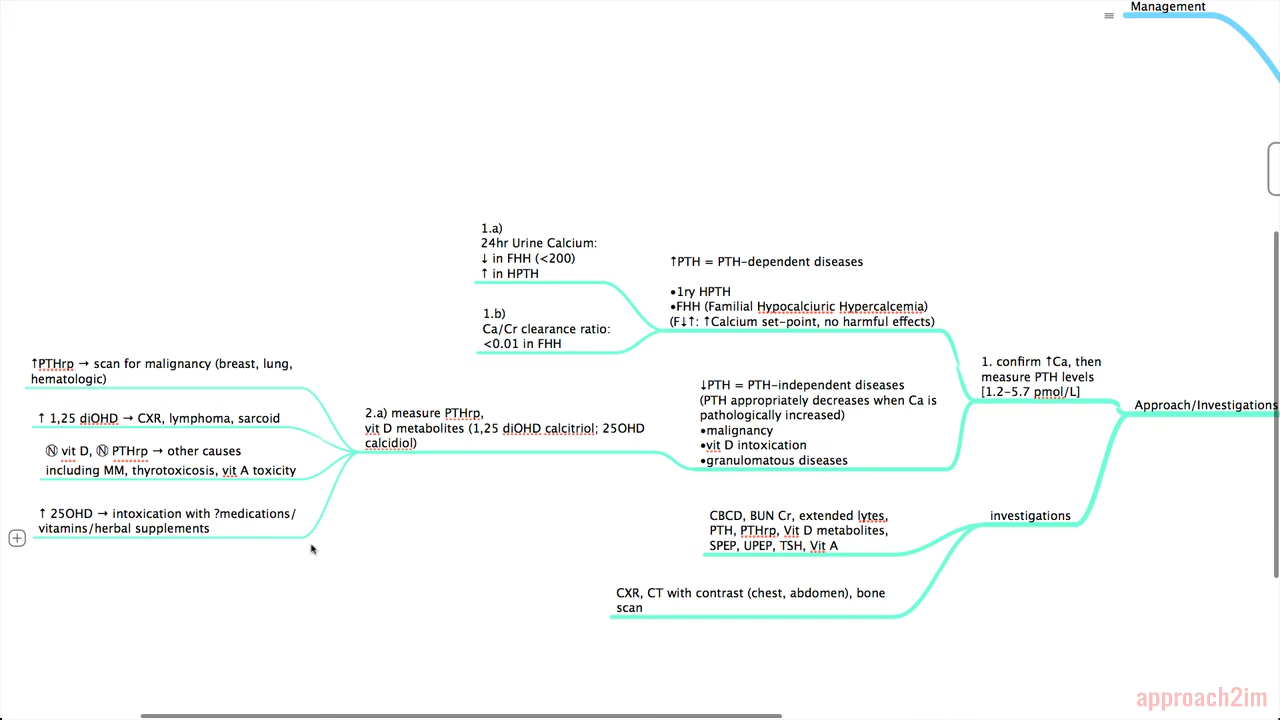 Management
1.a)
24hr Urine Calcium:
↓ in FHH (<200)
↑ in HPTH
1.b)
Ca/Cr clearance ratio:
<0.01 in FHH
↑PTH = PTH-dependent diseases
•1ry HPTH
•FHH (Familial Hypocalciuric Hypercalcemia)
(F↓↑: ↑Calcium set-point, no harmful effects)
↑PTHrp → scan for malignancy (breast, lung,
hematologic)
↑ 1,25 diOHD → CXR, lymphoma, sarcoid
Ⓝ vit D, Ⓝ PTHrp → other causes
including MM, thyrotoxicosis, vit A toxicity
↑ 25OHD → intoxication with ?medications/
vitamins/herbal supplements
2.a) measure PTHrp,
vit D metabolites (1,25 diOHD calcitriol; 25OHD
calcidiol)
↓PTH = PTH-independent diseases
(PTH appropriately decreases when Ca is
pathologically increased)
•malignancy
•vit D intoxication
•granulomatous diseases
1. confirm ↑Ca, then
measure PTH levels
[1.2-5.7 pmol/L]
Approach/Investigations
CBCD, BUN Cr, extended lytes,
PTH, PTHrp, Vit D metabolites,
SPEP, UPEP, TSH, Vit A
investigations
CXR, CT with contrast (chest, abdomen), bone
scan
approach2im